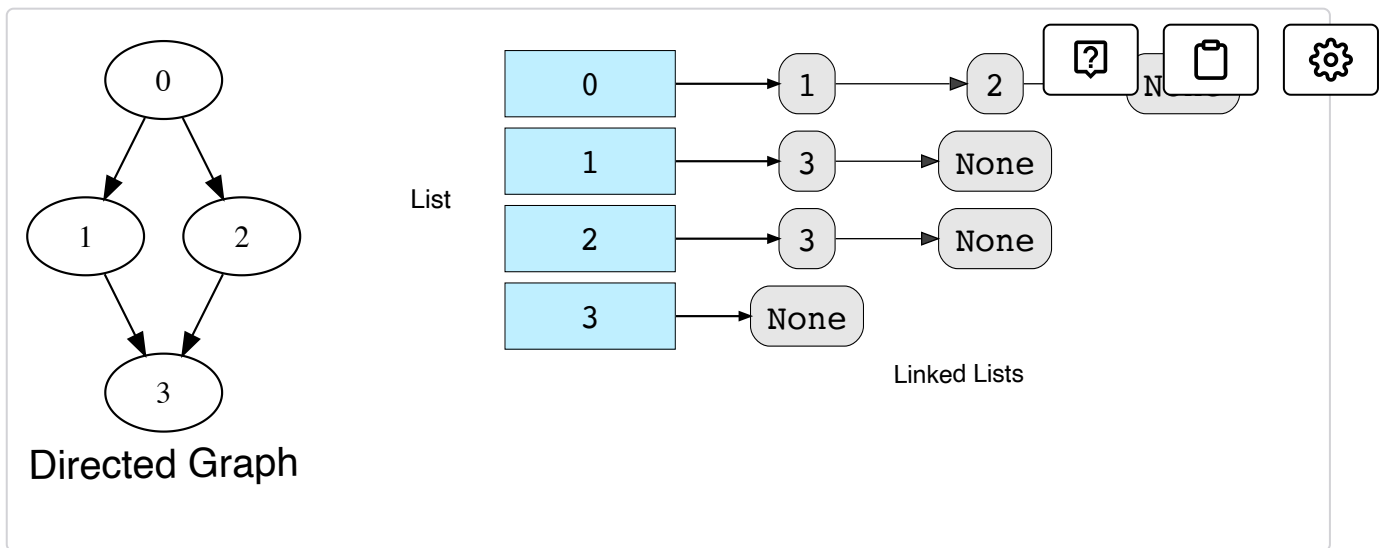 0
1 2
3
Directed Graph
List
0 1 2
1 3 None
2 3 None
3 None
Linked Lists